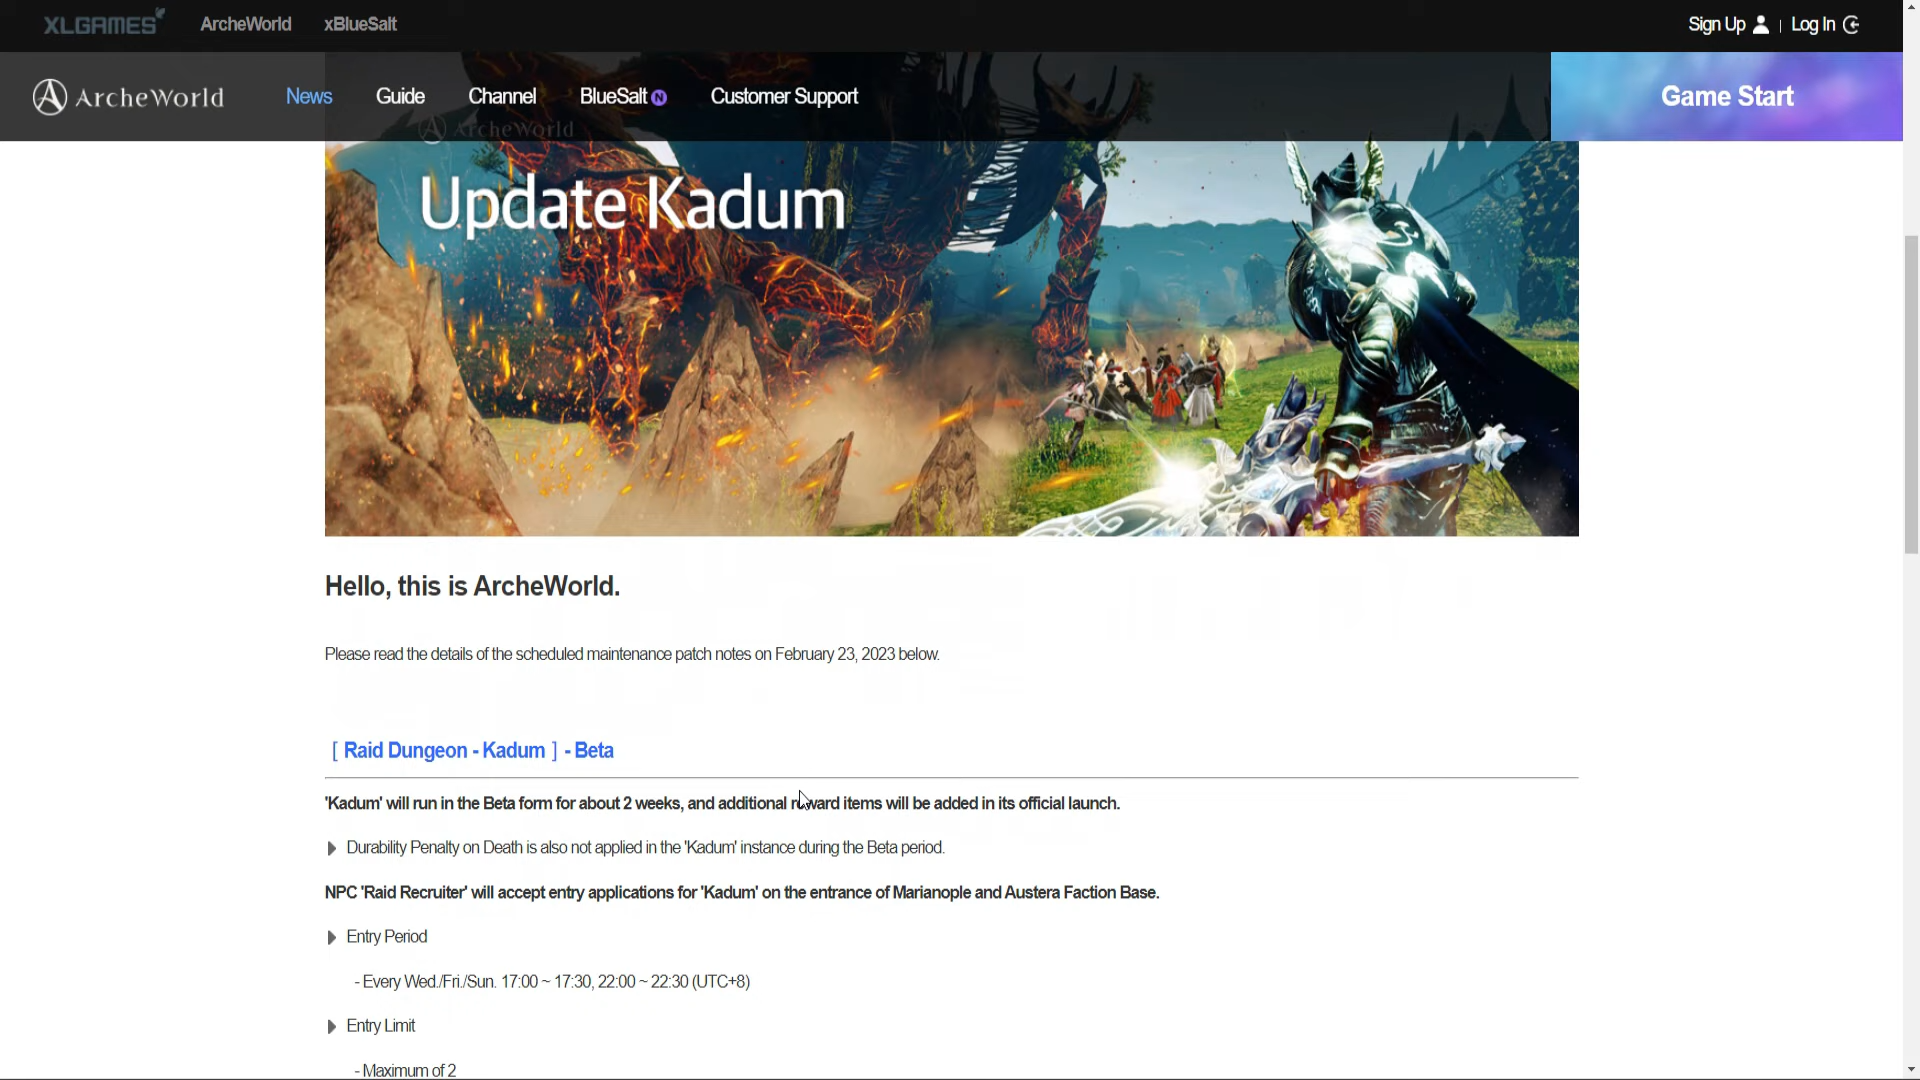 XLGAMES ArcheWorld xBlueSalt Sign Up | Log In
ArcheWorld News Guide Channel BlueSalt N Customer Support Game Start
ArcheWorld
Update Kadum
Hello, this is ArcheWorld.
Please read the details of the scheduled maintenance patch notes on February 23, 2023 below.
[ Raid Dungeon - Kadum ] - Beta
'Kadum' will run in the Beta form for about 2 weeks, and additional reward items will be added in its official launch.
Durability Penalty on Death is also not applied in the 'Kadum' instance during the Beta period.
NPC 'Raid Recruiter' will accept entry applications for 'Kadum' on the entrance of Marianople and Austera Faction Base.
Entry Period
- Every Wed./Fri./Sun. 17:00 ~ 17:30, 22:00 ~ 22:30 (UTC+8)
Entry Limit
- Maximum of 2